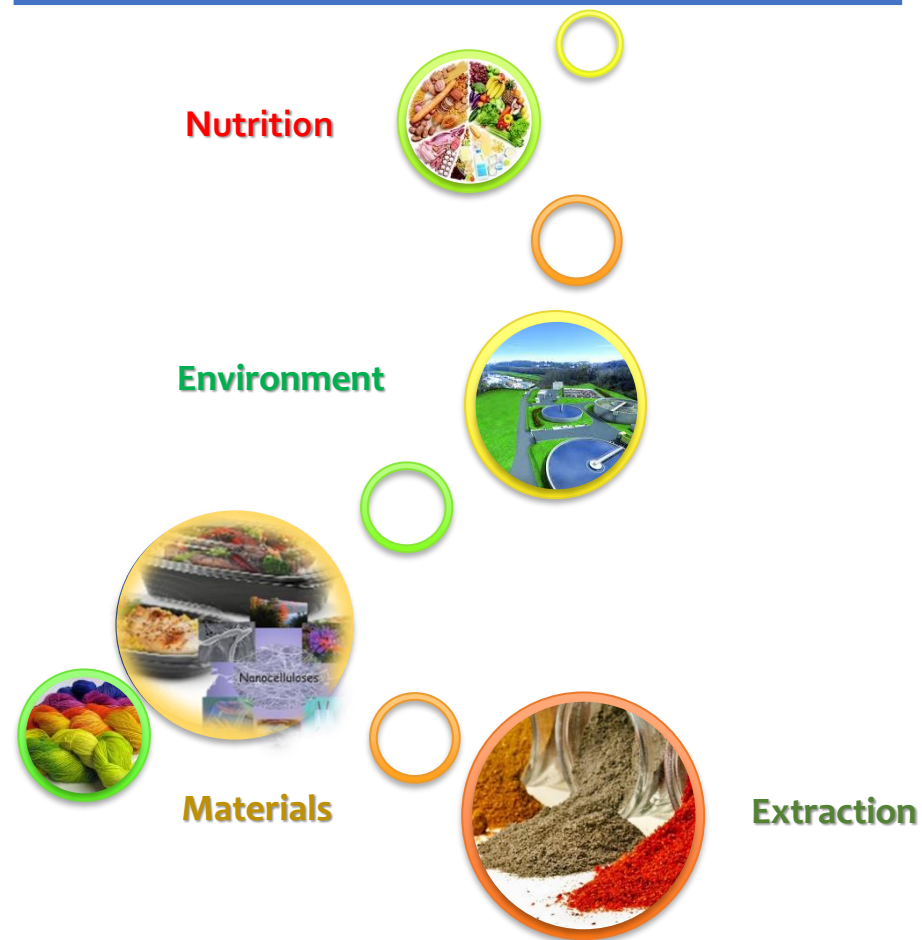 Nutrition
Environment
Nanocelluloses
Materials
Extraction